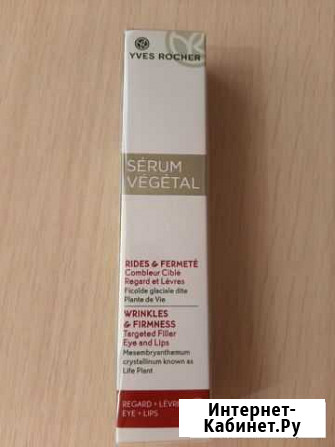 YVES ROCHER
SÉRUM
VÉGÉTAL
RIDES & FERMETÉ
Combleur Ciblé
Regard et Lèvres
Ficoïde glaciale dite
Plante de Vie
WRINKLES
& FIRMNESS
Targeted Filler
Eye and Lips
Mesembryanthemum
crystallinum known as
Life Plant
REGARD + LÈVRES
EYE + LIPS
Интернет-
Кабинет.Ру